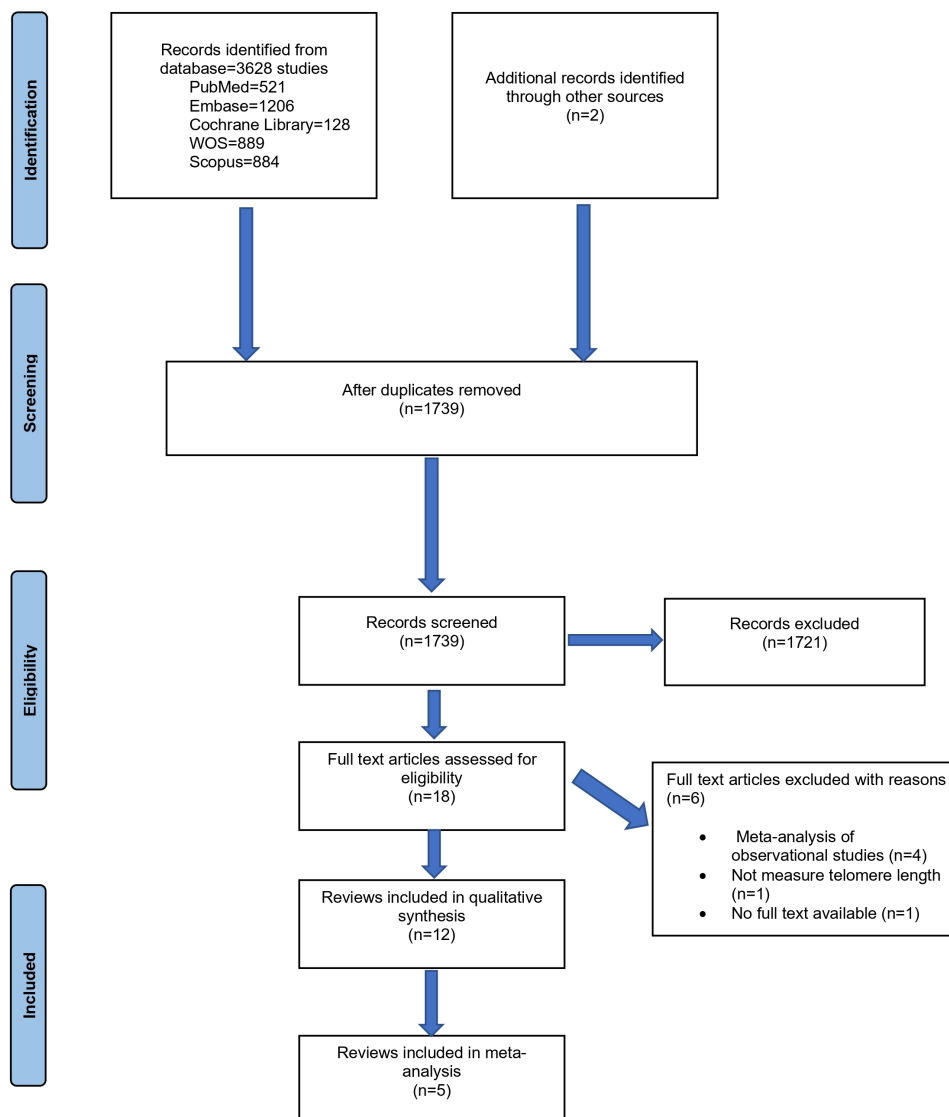 Identification
Records identified from
database=3628 studies
PubMed=521
Embase=1206
Cochrane Library=128
WOS=889
Scopus=884
Additional records identified
through other sources
(n=2)
Screening
After duplicates removed
(n=1739)
Eligibility
Records screened
(n=1739)
Records excluded
(n=1721)
Full text articles assessed for
eligibility
(n=18)
Full text articles excluded with reasons
(n=6)
• Meta-analysis of
observational studies (n=4)
• Not measure telomere length
(n=1)
• No full text available (n=1)
Included
Reviews included in qualitative
synthesis
(n=12)
Reviews included in meta-
analysis
(n=5)